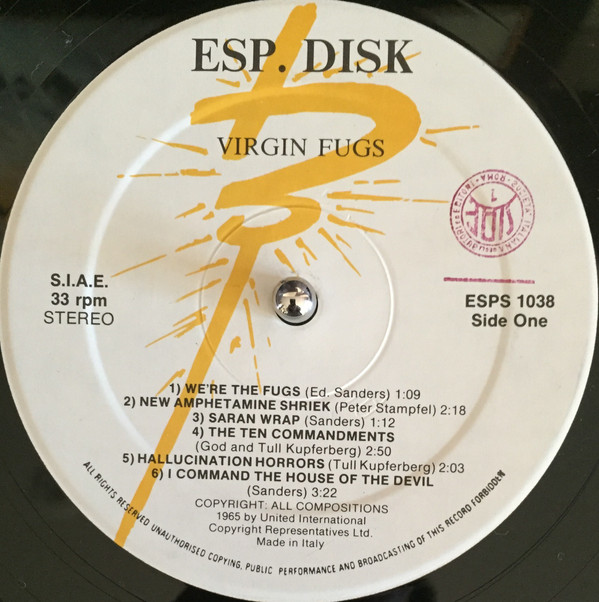 ESP. DISK
VIRGIN FUGS
S.I.A.E.
33 rpm
STEREO
ESPS 1038
Side One
1) WE'RE THE FUGS (Ed. Sanders) 1:09
2) NEW AMPHETAMINE SHRIEK (Peter Stampfel) 2:18
3) SARAN WRAP (Sanders) 1:12
4) THE TEN COMMANDMENTS
(God and Tull Kupferberg) 2:50
5) HALLUCINATION HORRORS (Tull Kupferberg) 2:03
6) I COMMAND THE HOUSE OF THE DEVIL
(Sanders) 3:22
COPYRIGHT: ALL COMPOSITIONS
1965 by United International
Copyright Representatives Ltd.
Made in Italy
ALL RIGHTS RESERVED UNAUTHORISED COPYING, PUBLIC PERFORMANCE AND BROADCASTING OF THIS RECORD FORBIDDEN